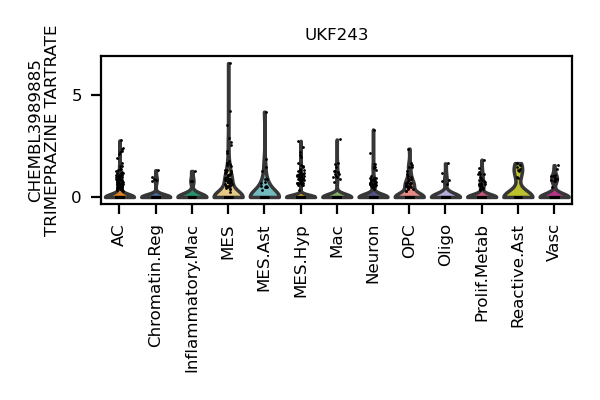 UKF243
CHEMBL3989885
TRIMEPRAZINE TARTRATE
5
0
AC
Chromatin.Reg
Inflammatory.Mac
MES
MES.Ast
MES.Hyp
Mac
Neuron
OPC
Oligo
Prolif.Metab
Reactive.Ast
Vasc